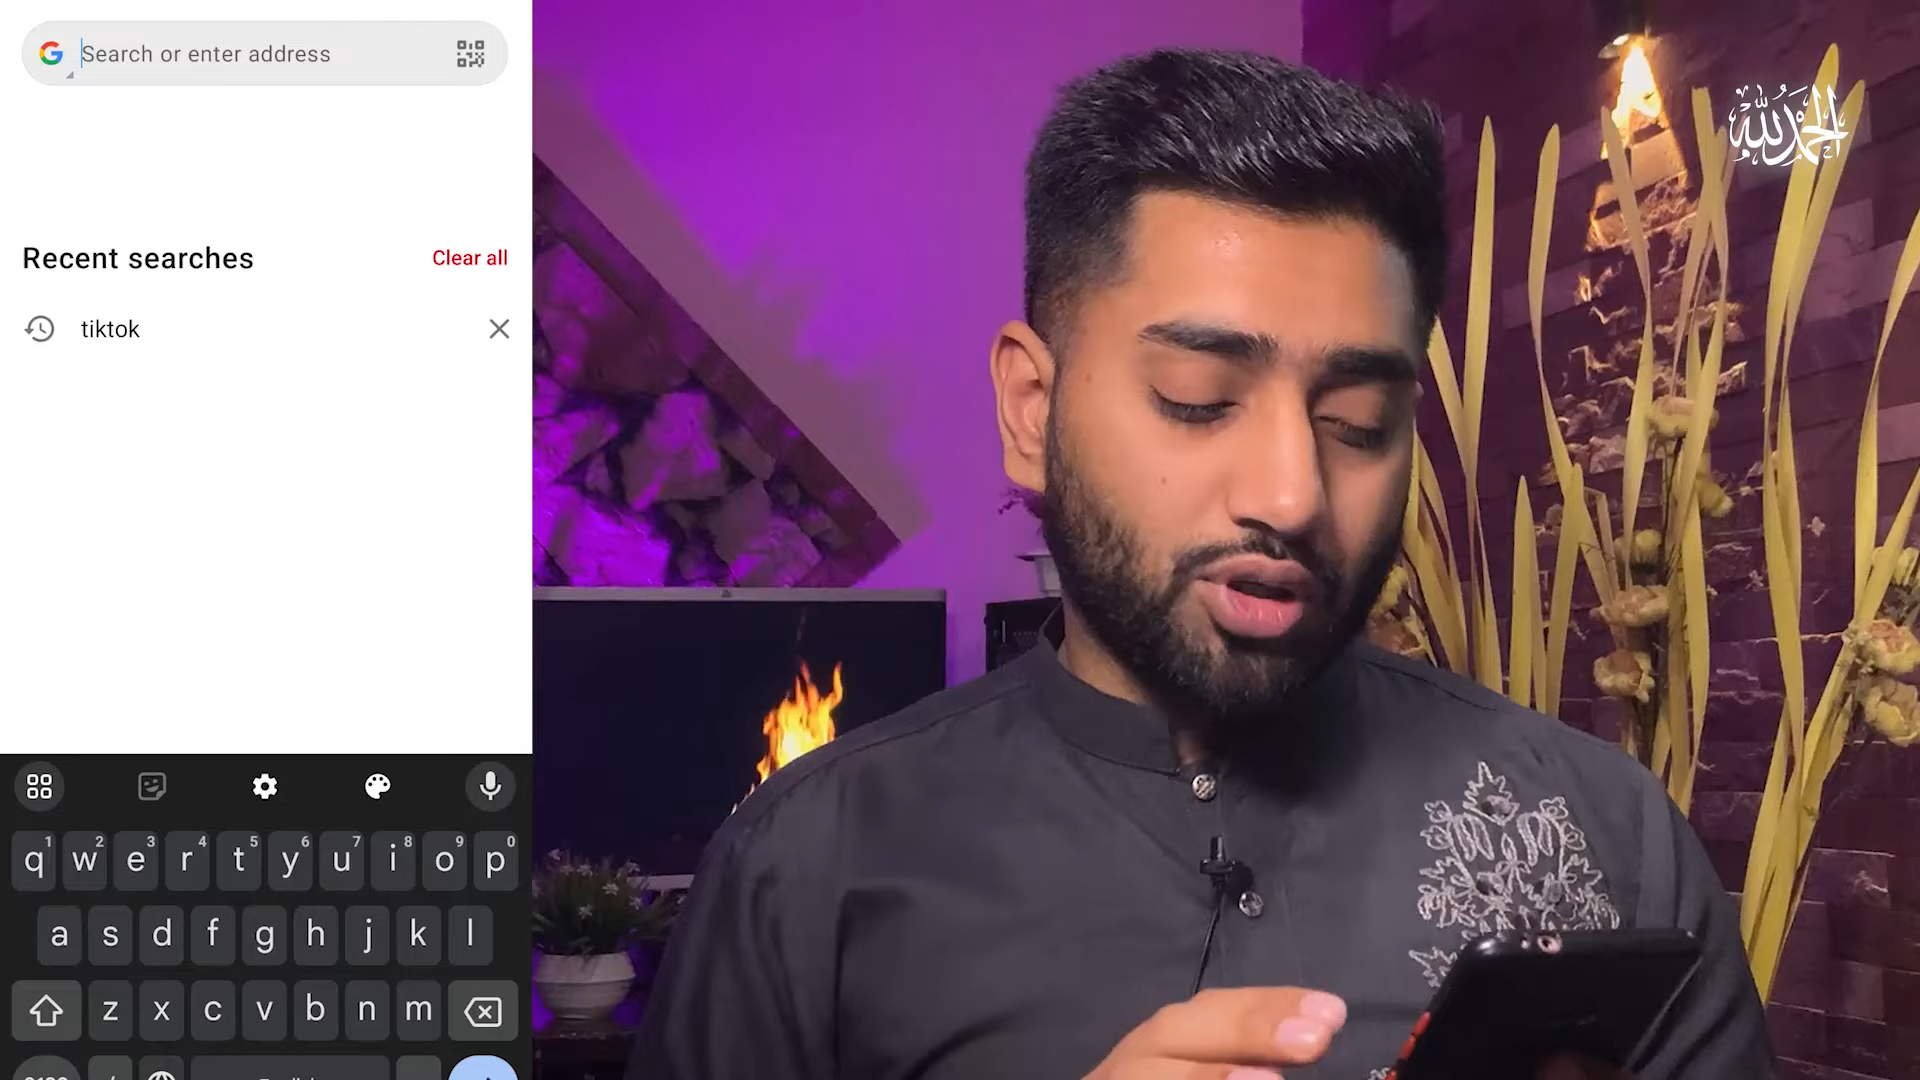 Search or enter address
Recent searches
Clear all
tiktok
الحمد لله
1 2 3 4 5 6 7 8 9 0
q w e r t y u i o p
a s d f g h j k l
z x c v b n m